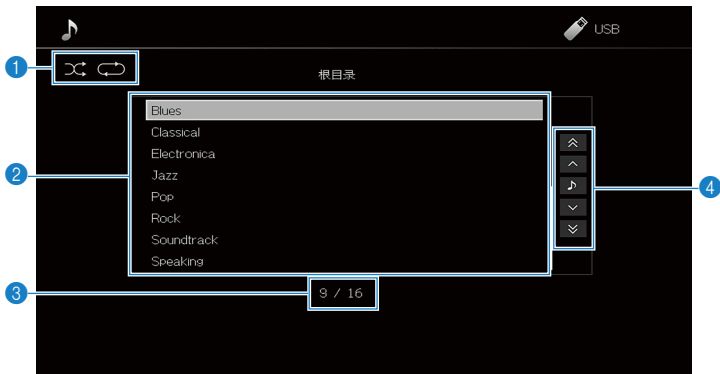 USB
1
根目录
Blues
Classical
Electronica
2
Jazz
4
Pop
Rock
Soundtrack
Speaking
3
9 / 16